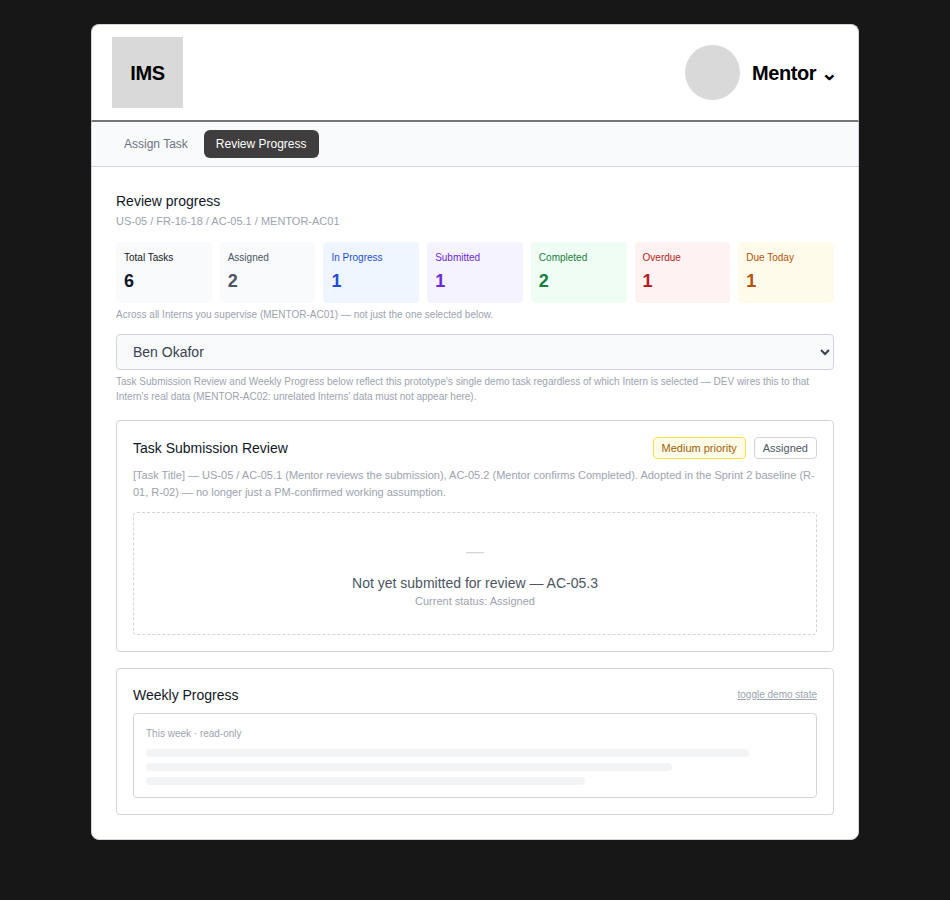 IMS
Mentor
Assign Task
Review Progress
Review progress
US-05 / FR-16-18 / AC-05.1 / MENTOR-AC01
Total Tasks
6
Assigned
2
In Progress
1
Submitted
1
Completed
2
Overdue
1
Due Today
1
Across all Interns you supervise (MENTOR-AC01) — not just the one selected below.
Ben Okafor
Task Submission Review and Weekly Progress below reflect this prototype's single demo task regardless of which Intern is selected — DEV wires this to that
Intern's real data (MENTOR-AC02: unrelated Interns' data must not appear here).
Task Submission Review
Medium priority
Assigned
[Task Title] — US-05 / AC-05.1 (Mentor reviews the submission), AC-05.2 (Mentor confirms Completed). Adopted in the Sprint 2 baseline (R-
01, R-02) — no longer just a PM-confirmed working assumption.
—
Not yet submitted for review — AC-05.3
Current status: Assigned
Weekly Progress
toggle demo state
This week · read-only